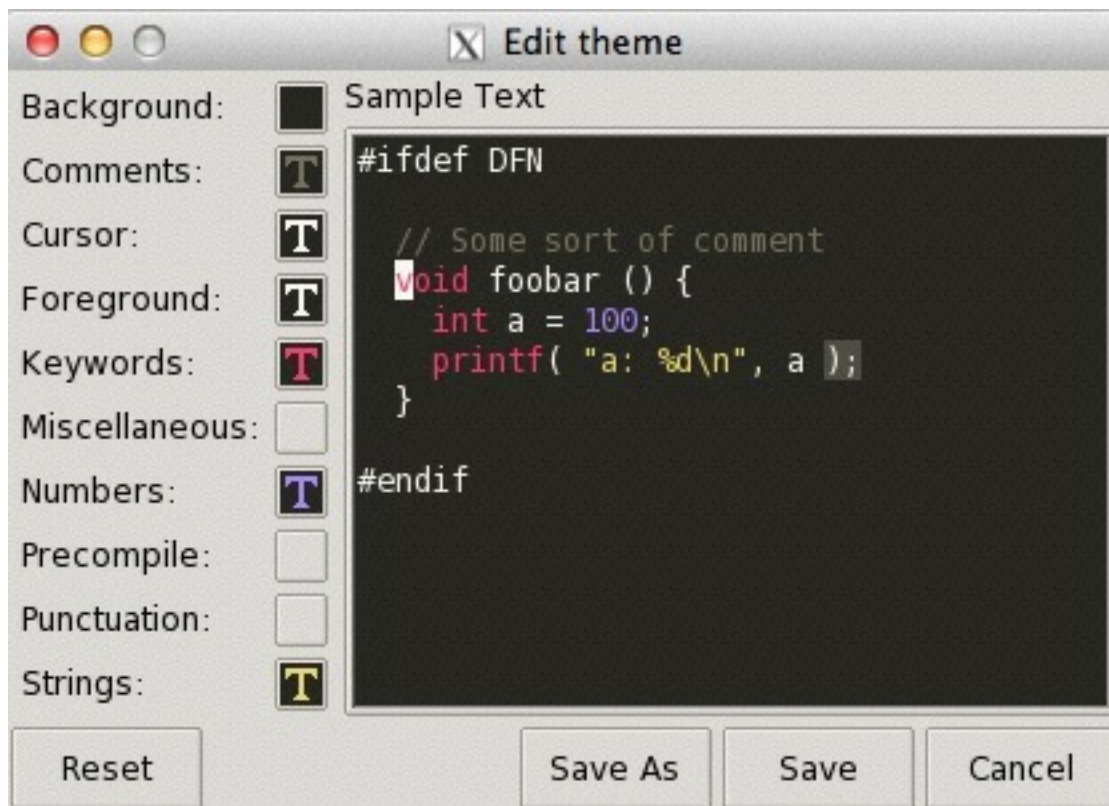 Edit theme
Background:
Comments: T
Cursor: T
Foreground: T
Keywords: T
Miscellaneous:
Numbers: T
Precompile:
Punctuation:
Strings: T
Sample Text
#ifdef DFN
// Some sort of comment
void foobar () {
int a = 100;
printf( "a: %d\n", a );
}
#endif
Reset
Save As
Save
Cancel